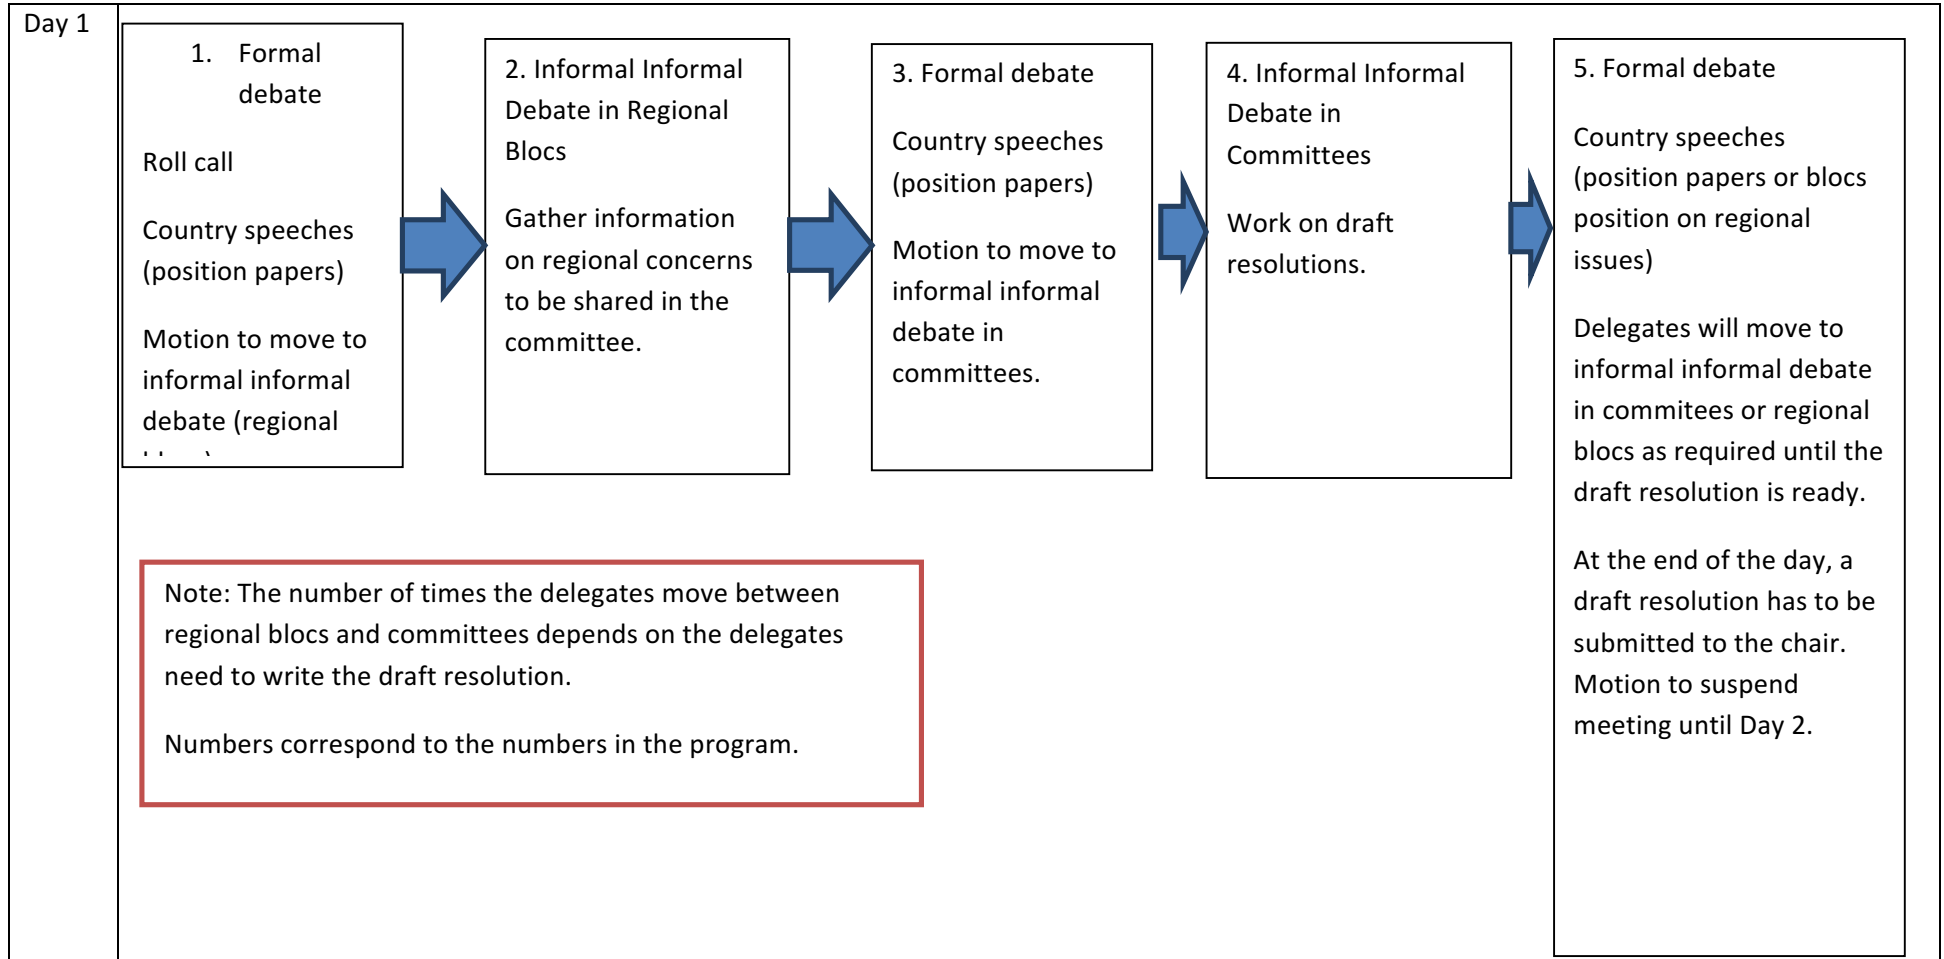 Day 1
1. Formal
debate
Roll call
Country speeches
(position papers)
Motion to move to
informal informal
debate (regional
2. Informal Informal
Debate in Regional
Blocs
Gather information
on regional concerns
to be shared in the
committee.
3. Formal debate
Country speeches
(position papers)
Motion to move to
informal informal
debate in
committees.
4. Informal Informal
Debate in
Committees
Work on draft
resolutions.
5. Formal debate
Country speeches
(position papers or blocs
position on regional
issues)
Delegates will move to
informal informal debate
in commitees or regional
blocs as required until the
draft resolution is ready.
At the end of the day, a
draft resolution has to be
submitted to the chair.
Motion to suspend
meeting until Day 2.
Note: The number of times the delegates move between
regional blocs and committees depends on the delegates
need to write the draft resolution.
Numbers correspond to the numbers in the program.